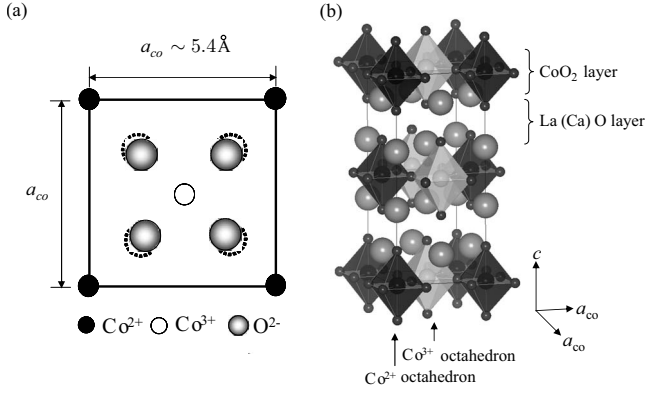 (a)
a_co ~ 5.4Å
a_co
Co²⁺ Co³⁺ O²⁻
(b)
CoO₂ layer
La (Ca) O layer
c
a_co
a_co
Co³⁺ octahedron
Co²⁺ octahedron